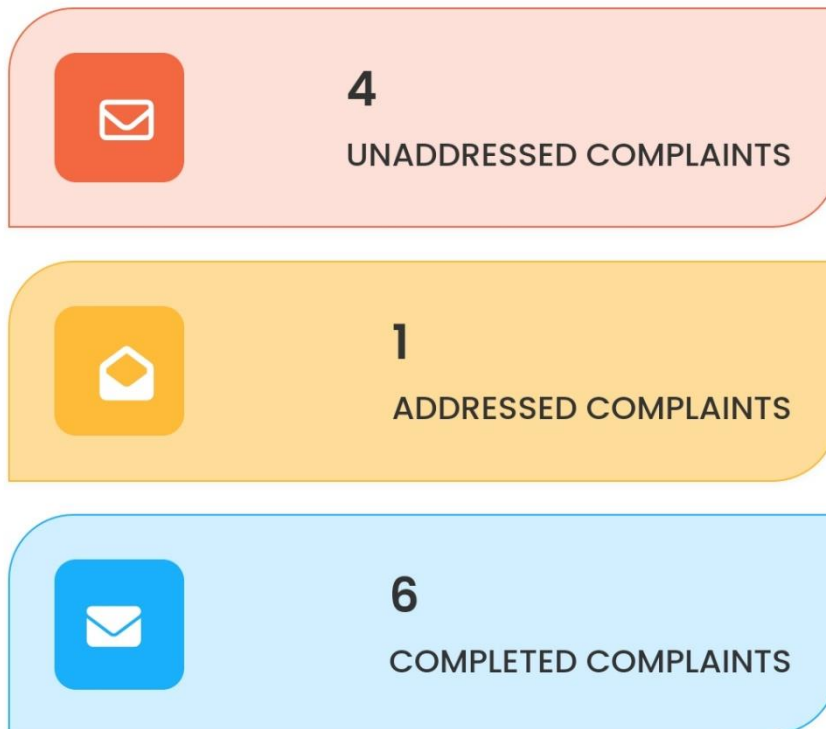 4
UNADDRESSED COMPLAINTS
1
ADDRESSED COMPLAINTS
6
COMPLETED COMPLAINTS